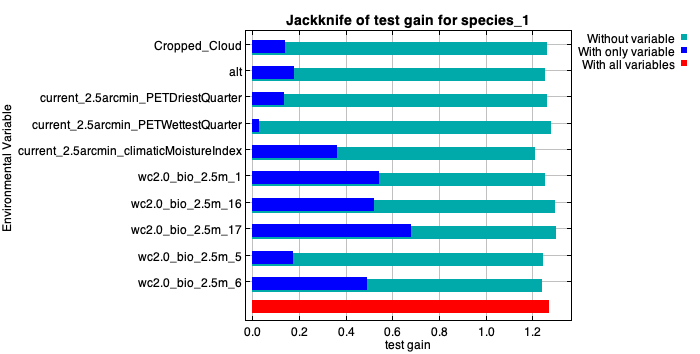 Jackknife of test gain for species_1
Without variable
With only variable
With all variables
Environmental Variable
Cropped_Cloud
alt
current_2.5arcmin_PETDriestQuarter
current_2.5arcmin_PETWettestQuarter
current_2.5arcmin_climaticMoistureIndex
wc2.0_bio_2.5m_1
wc2.0_bio_2.5m_16
wc2.0_bio_2.5m_17
wc2.0_bio_2.5m_5
wc2.0_bio_2.5m_6
0.0 0.2 0.4 0.6 0.8 1.0 1.2
test gain